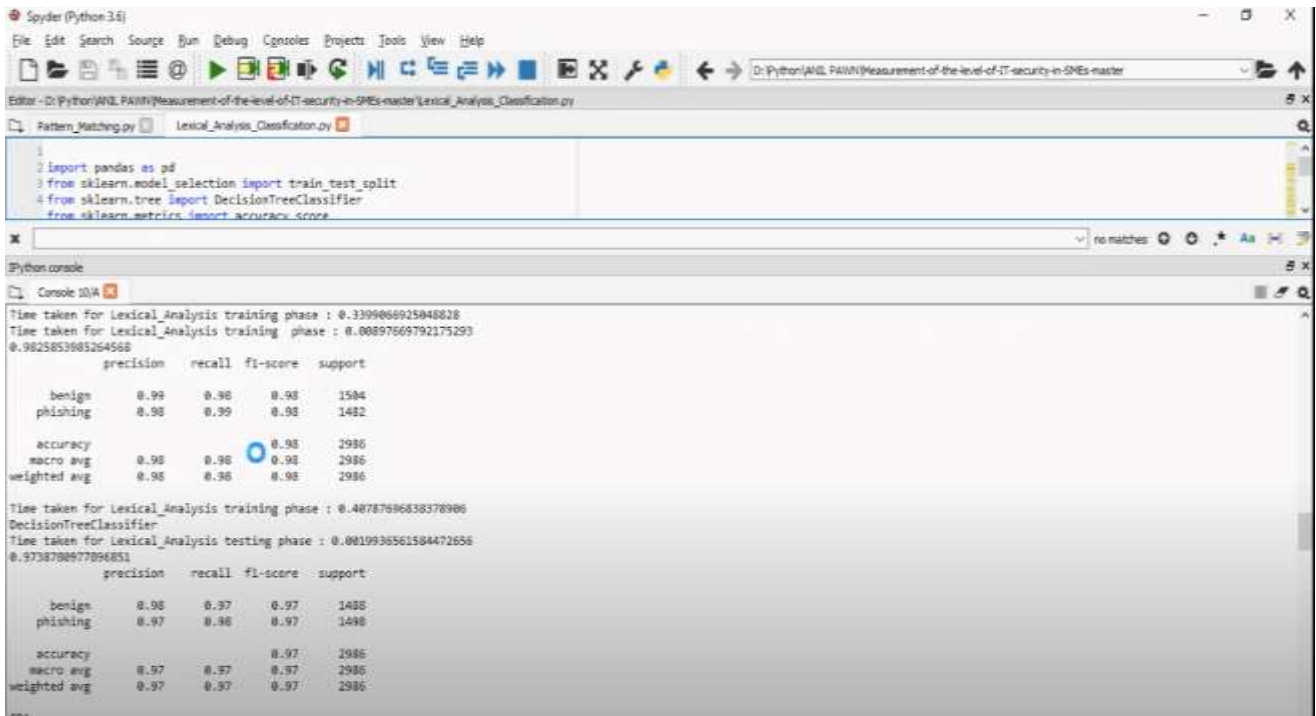 Spyder (Python 3.6)
File Edit Search Source Run Debug Consoles Projects Tools View Help
D:\Python\ANIL PAWN\Measurement-of-the-level-of-IT-security-in-SMEs-master
Editor - D:\Python\ANIL PAWN\Measurement-of-the-level-of-IT-security-in-SMEs-master\Lexical_Analysis_Classification.py
Pattern_Matching.py Lexical_Analysis_Classification.py
1
2 import pandas as pd
3 from sklearn.model_selection import train_test_split
4 from sklearn.tree import DecisionTreeClassifier
from sklearn.metrics import accuracy_score
no matches Aa
IPython console
Console 10/A
Time taken for Lexical_Analysis training phase : 0.3399066925048828
Time taken for Lexical_Analysis training phase : 0.00897669792175293
0.9825853985264568
precision recall f1-score support
benign 0.99 0.98 0.98 1504
phishing 0.98 0.99 0.98 1482
accuracy 0.98 2986
macro avg 0.98 0.98 0.98 2986
weighted avg 0.98 0.98 0.98 2986
Time taken for Lexical_Analysis training phase : 0.40787696838378906
DecisionTreeClassifier
Time taken for Lexical_Analysis testing phase : 0.0019936561584472656
0.9738780977896851
precision recall f1-score support
benign 0.98 0.97 0.97 1488
phishing 0.97 0.98 0.97 1498
accuracy 0.97 2986
macro avg 0.97 0.97 0.97 2986
weighted avg 0.97 0.97 0.97 2986